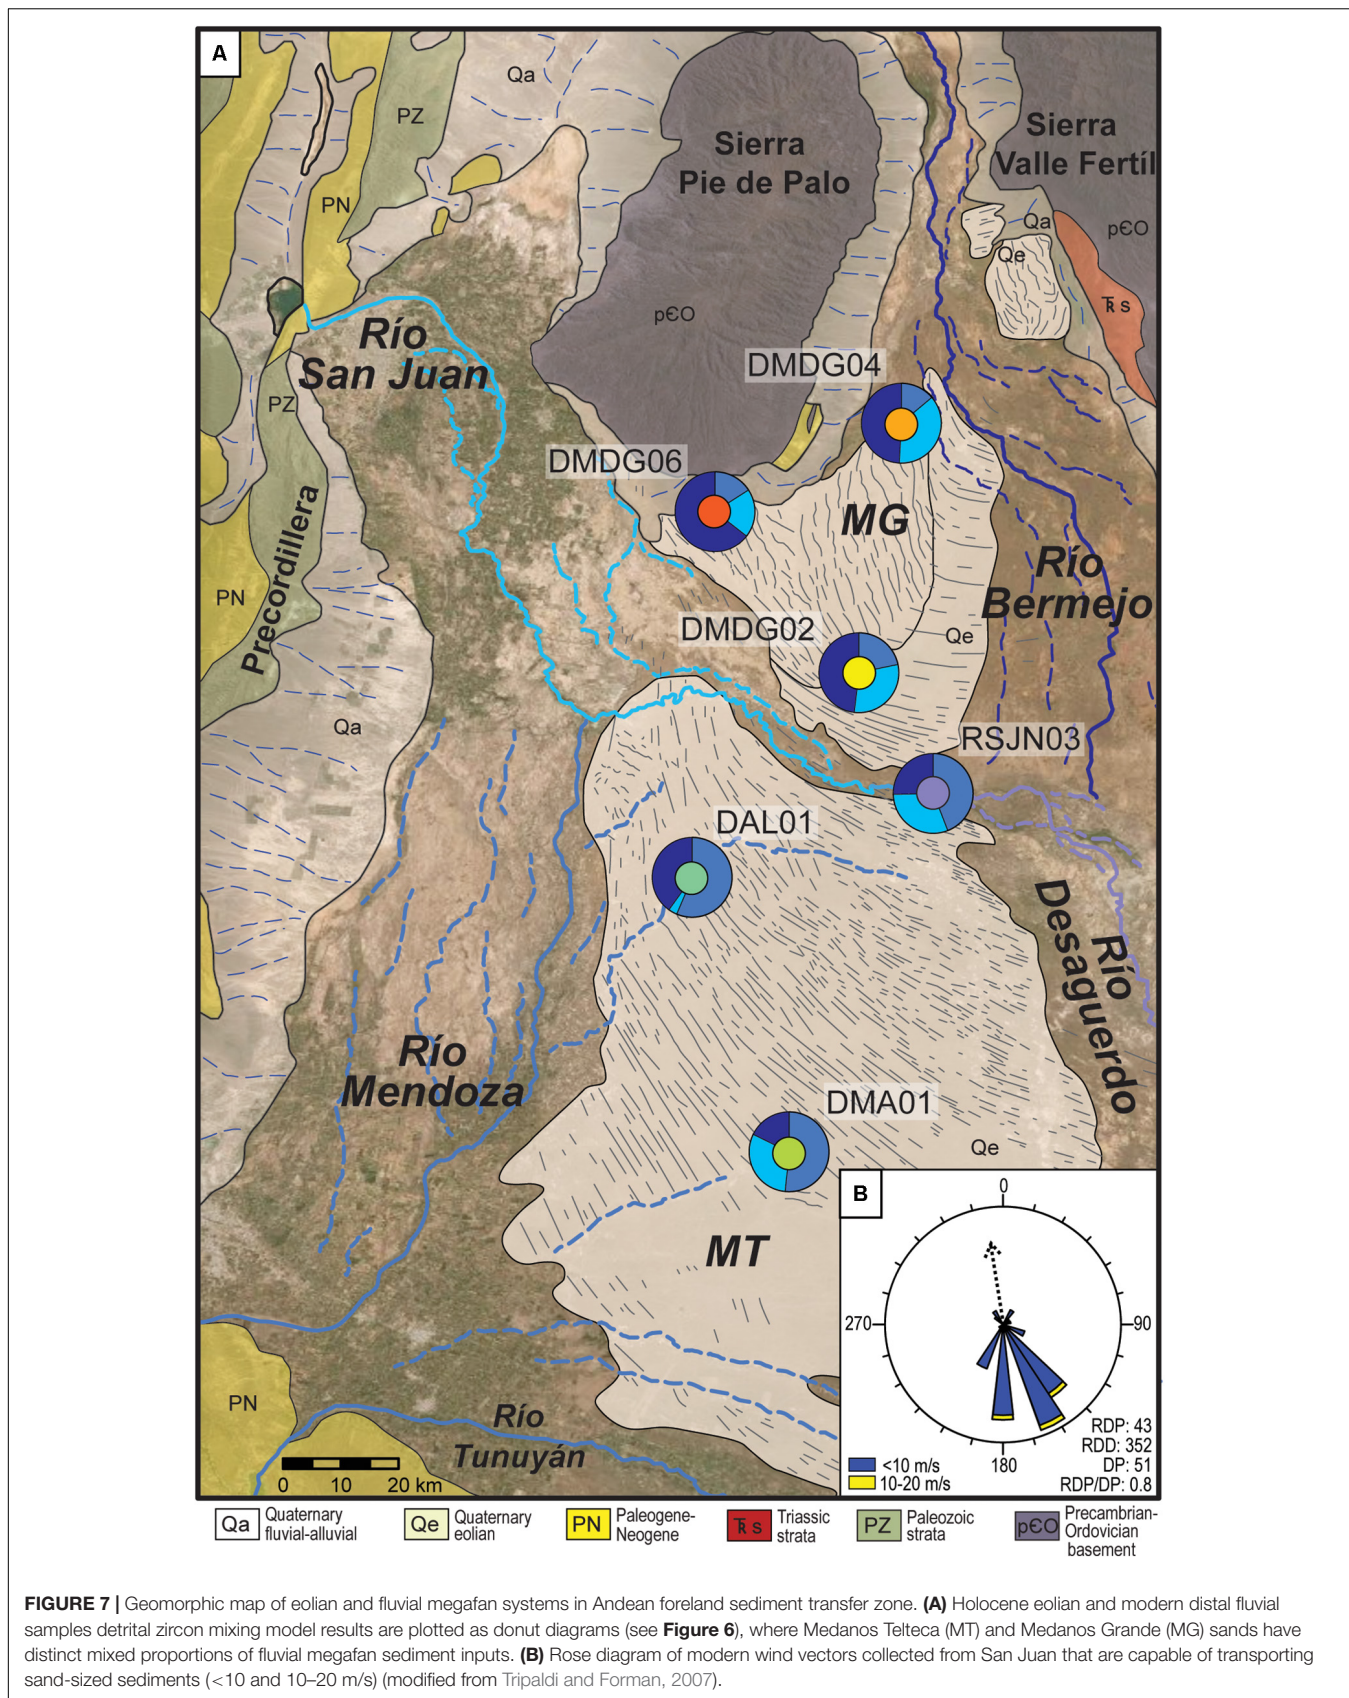 A
Qa
PZ
Sierra
Pie de Palo
Sierra
Valle Fertíl
PN
Qa
pЄO
Qe
Río
San Juan
pЄO
TR s
DMDG04
PZ
DMDG06
MG
Precordillera
Río
Bermejo
PN
DMDG02
Qe
Qa
RSJN03
DAL01
Río
Desaguerdo
Río
Mendoza
DMA01
Qe
MT
B
0
270
90
180
RDP: 43
RDD: 352
DP: 51
RDP/DP: 0.8
<10 m/s
10-20 m/s
PN
Río
Tunuyán
0 10 20 km
Qa Quaternary
fluvial-alluvial
Qe Quaternary
eolian
PN Paleogene-
Neogene
TR s Triassic
strata
PZ Paleozoic
strata
pЄO Precambrian-
Ordovician
basement
FIGURE 7 | Geomorphic map of eolian and fluvial megafan systems in Andean foreland sediment transfer zone. (A) Holocene eolian and modern distal fluvial
samples detrital zircon mixing model results are plotted as donut diagrams (see Figure 6), where Medanos Telteca (MT) and Medanos Grande (MG) sands have
distinct mixed proportions of fluvial megafan sediment inputs. (B) Rose diagram of modern wind vectors collected from San Juan that are capable of transporting
sand-sized sediments (<10 and 10–20 m/s) (modified from Tripaldi and Forman, 2007).